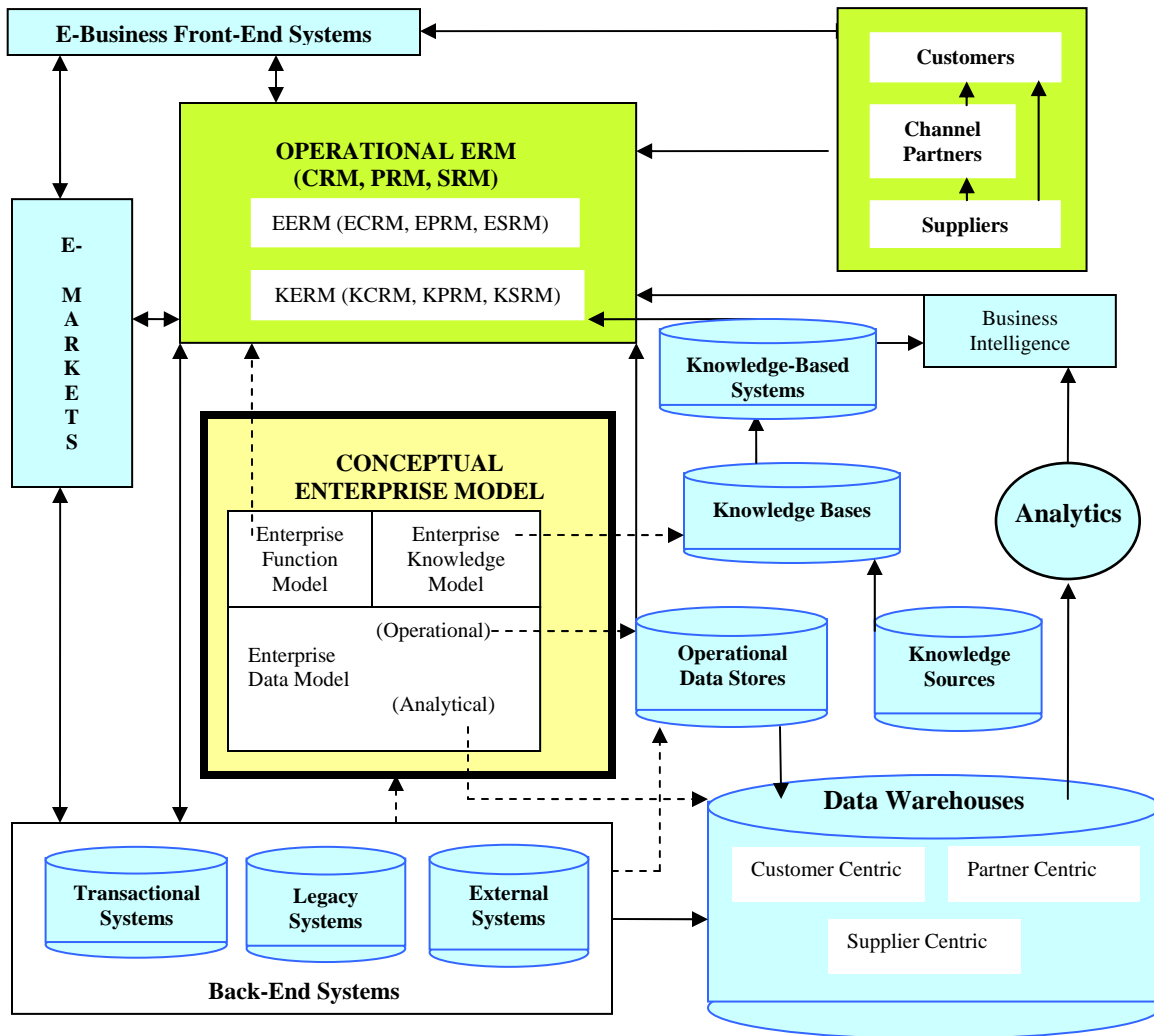 E-Business Front-End Systems
Customers
Channel
Partners
Suppliers
OPERATIONAL ERM
(CRM, PRM, SRM)
EERM (ECRM, EPRM, ESRM)
KERM (KCRM, KPRM, KSRM)
E-
M
A
R
K
E
T
S
Business
Intelligence
Knowledge-Based
Systems
CONCEPTUAL
ENTERPRISE MODEL
Enterprise
Function
Model
Enterprise
Knowledge
Model
Knowledge Bases
Analytics
(Operational)
Enterprise
Data Model
(Analytical)
Operational
Data Stores
Knowledge
Sources
Data Warehouses
Customer Centric
Partner Centric
Supplier Centric
Transactional
Systems
Legacy
Systems
External
Systems
Back-End Systems